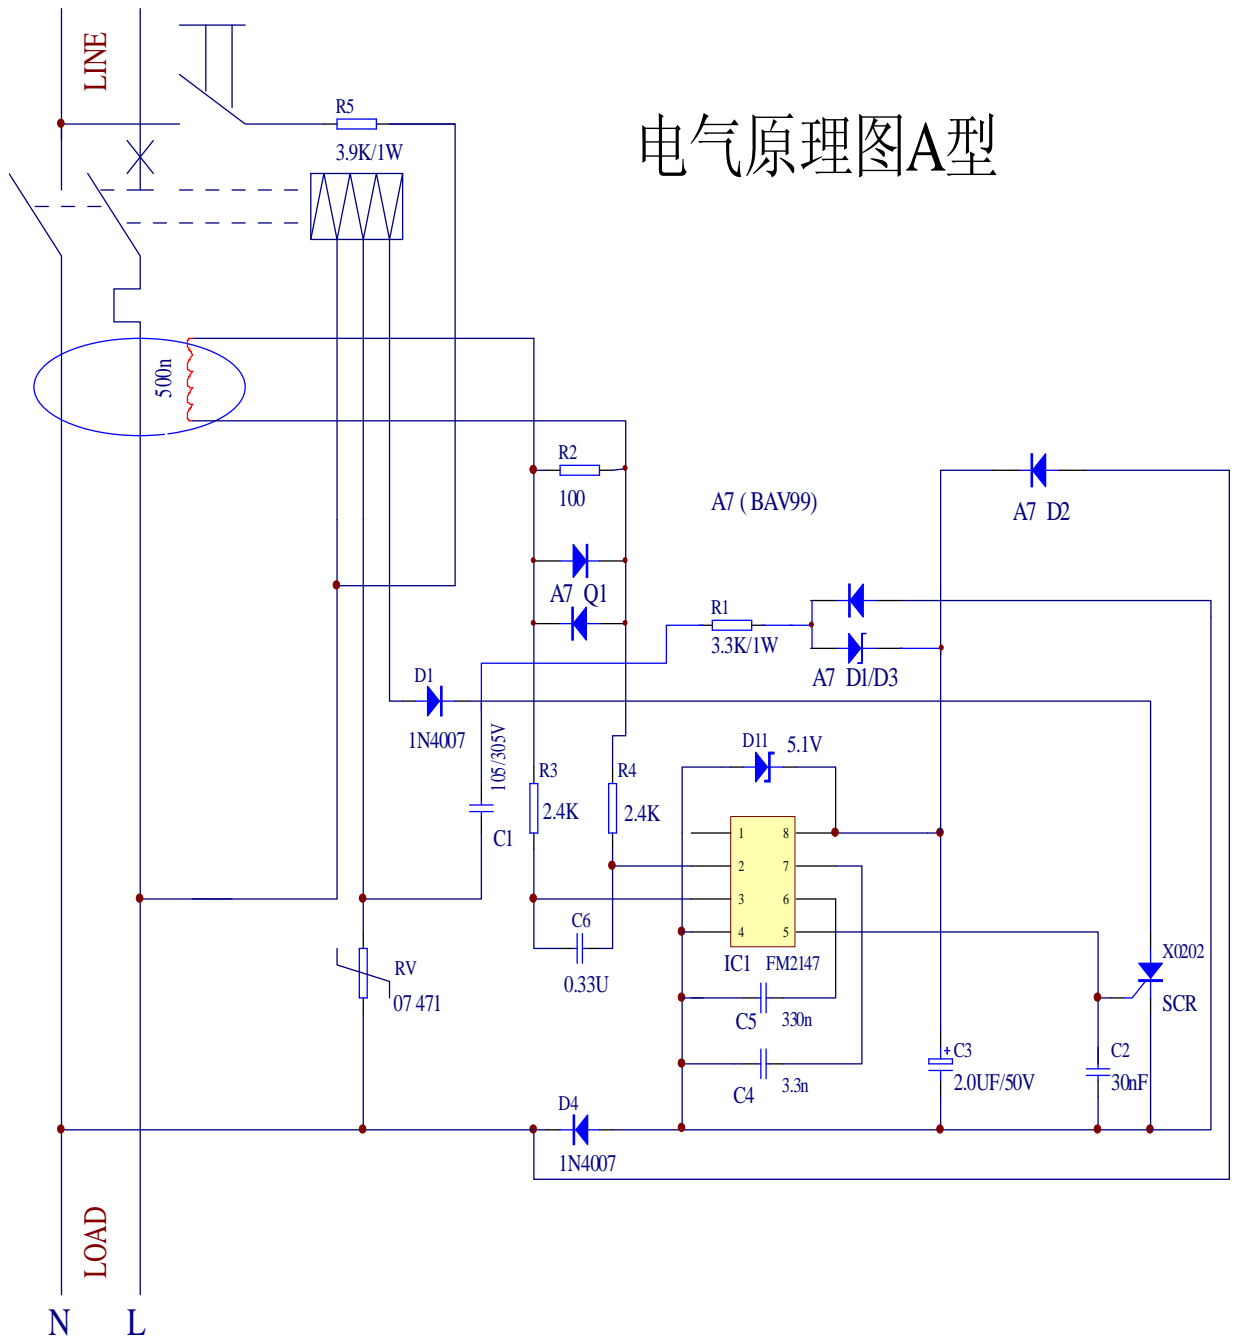 LINE
R5
3.9K/1W
电气原理图A型
500n
R2
100
A7 ( BAV99)
A7 D2
A7 Q1
R1
3.3K/1W
A7 D1/D3
D1
1N4007
105/305V
C1
R3
2.4K
R4
2.4K
D11
5.1V
1
8
2
7
3
6
4
5
IC1
FM2147
C6
0.33U
RV
07 471
C5
330n
C4
3.3n
X0202
SCR
C3
+
2.0UF/50V
C2
30nF
D4
1N4007
LOAD
N
L